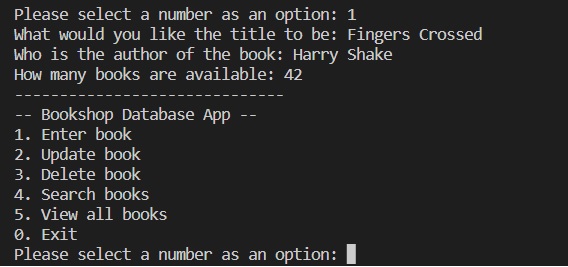 Please select a number as an option: 1
What would you like the title to be: Fingers Crossed
Who is the author of the book: Harry Shake
How many books are available: 42
------------------------------
-- Bookshop Database App --
1. Enter book
2. Update book
3. Delete book
4. Search books
5. View all books
0. Exit
Please select a number as an option: